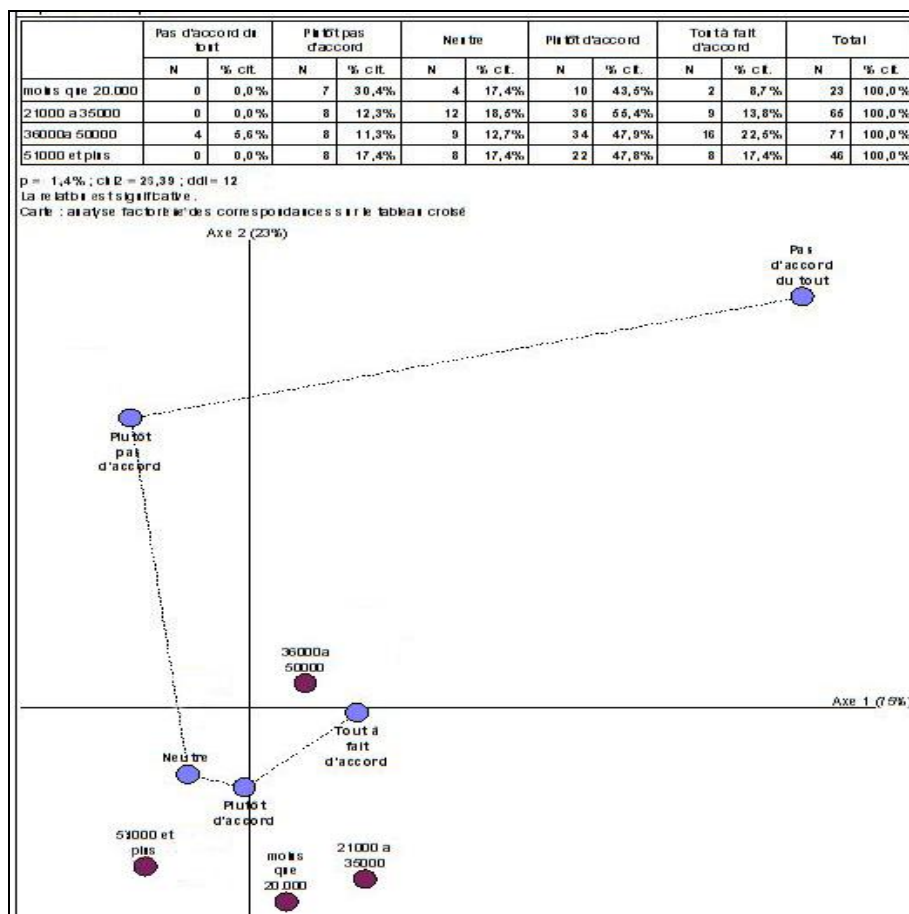 Pas d'accord du tout Plutôt pas d'accord Neutre Plutôt d'accord Tout à fait d'accord Total
N % cit. N % cit. N % cit. N % cit. N % cit. N % cit.
moins que 20.000 0 0,0% 7 30,4% 4 17,4% 10 43,5% 2 8,7% 23 100,0%
21000 a 35000 0 0,0% 8 12,3% 12 18,5% 36 55,4% 9 13,8% 65 100,0%
36000a 50000 4 5,6% 8 11,3% 9 12,7% 34 47,9% 16 22,5% 71 100,0%
51000 et plus 0 0,0% 8 17,4% 8 17,4% 22 47,8% 8 17,4% 46 100,0%
p = 1,4% ; chi2 = 26,39 ; ddl = 12
La relation est significative.
Carte : analyse factorielle des correspondances sur le tableau croisé
Axe 2 (23%)
Pas
d'accord
du tout
Plutôt
pas
d'accord
36000a
50000
Axe 1 (75%)
Tout à
fait
d'accord
Neutre
Plutôt
d'accord
51000 et
plus
moins
que
20.000
21000 a
35000